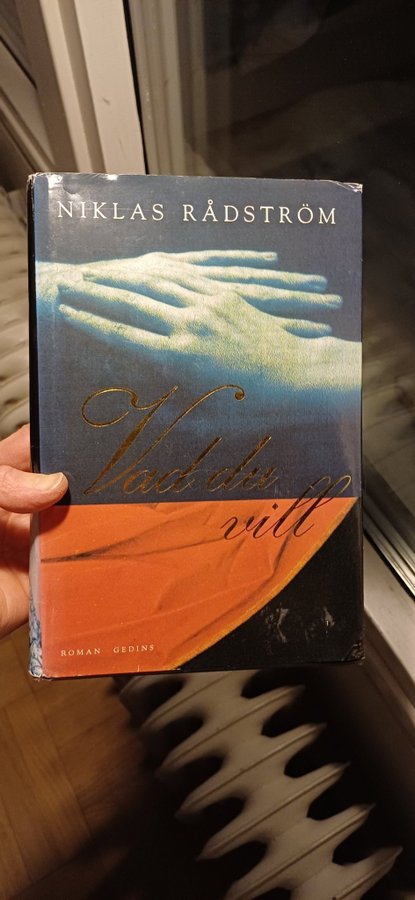 NIKLAS RÅDSTRÖM
Vad du
vill
ROMAN GEDINS